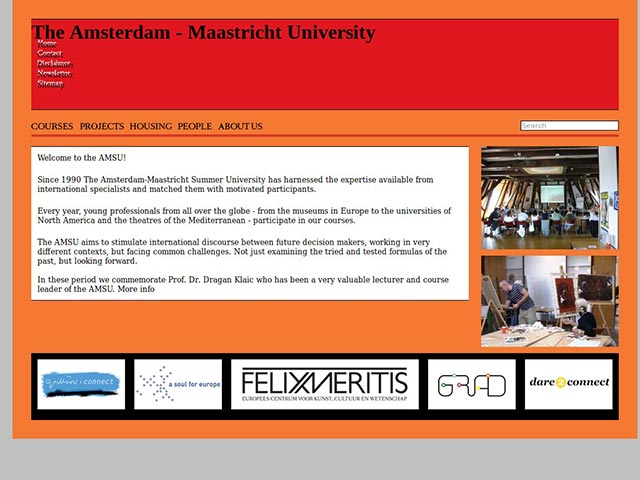 The Amsterdam - Maastricht University
Home
Contact
Disclaimer
Newsletter
Sitemap
COURSES PROJECTS HOUSING PEOPLE ABOUT US
Search
Welcome to the AMSU!
Since 1990 The Amsterdam-Maastricht Summer University has harnessed the expertise available from
international specialists and matched them with motivated participants.
Every year, young professionals from all over the globe - from the museums in Europe to the universities of
North America and the theatres of the Mediterranean - participate in our courses.
The AMSU aims to stimulate international discourse between future decision makers, working in very
different contexts, but facing common challenges. Not just examining the tried and tested formulas of the
past, but looking forward.
In these period we commemorate Prof. Dr. Dragan Klaic who has been a very valuable lecturer and course
leader of the AMSU. More info
connect
a soul for europe
FELIX MERITIS
EUROPEES CENTRUM VOOR KUNST, CULTUUR EN WETENSCHAP
GRAD
dare 2 connect